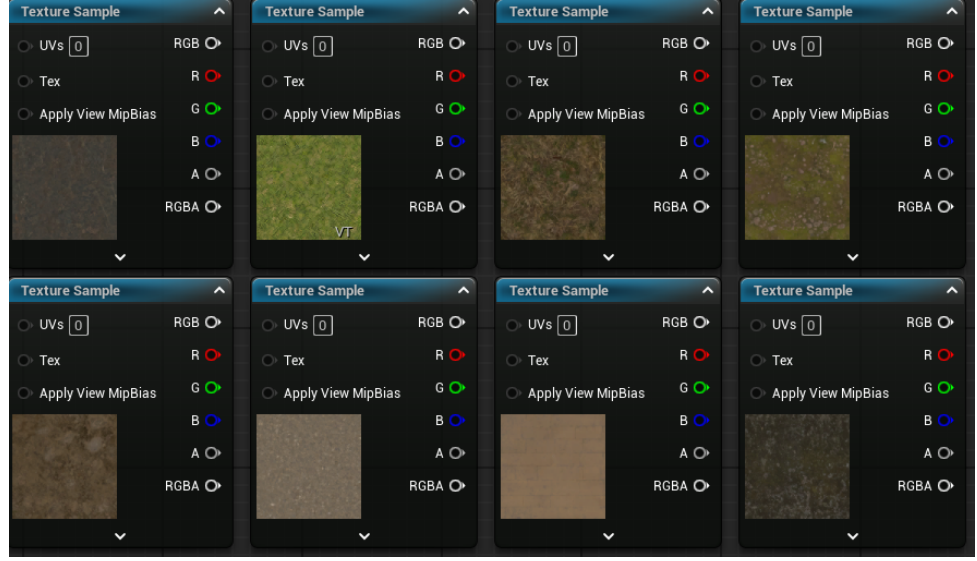 Texture Sample Texture Sample Texture Sample Texture Sample
UVs 0 RGB UVs 0 RGB UVs 0 RGB UVs 0 RGB
Tex R Tex R Tex R Tex R
Apply View MipBias G Apply View MipBias G Apply View MipBias G Apply View MipBias G
B B B B
A A A A
RGBA RGBA RGBA RGBA
VT
Texture Sample Texture Sample Texture Sample Texture Sample
UVs 0 RGB UVs 0 RGB UVs 0 RGB UVs 0 RGB
Tex R Tex R Tex R Tex R
Apply View MipBias G Apply View MipBias G Apply View MipBias G Apply View MipBias G
B B B B
A A A A
RGBA RGBA RGBA RGBA